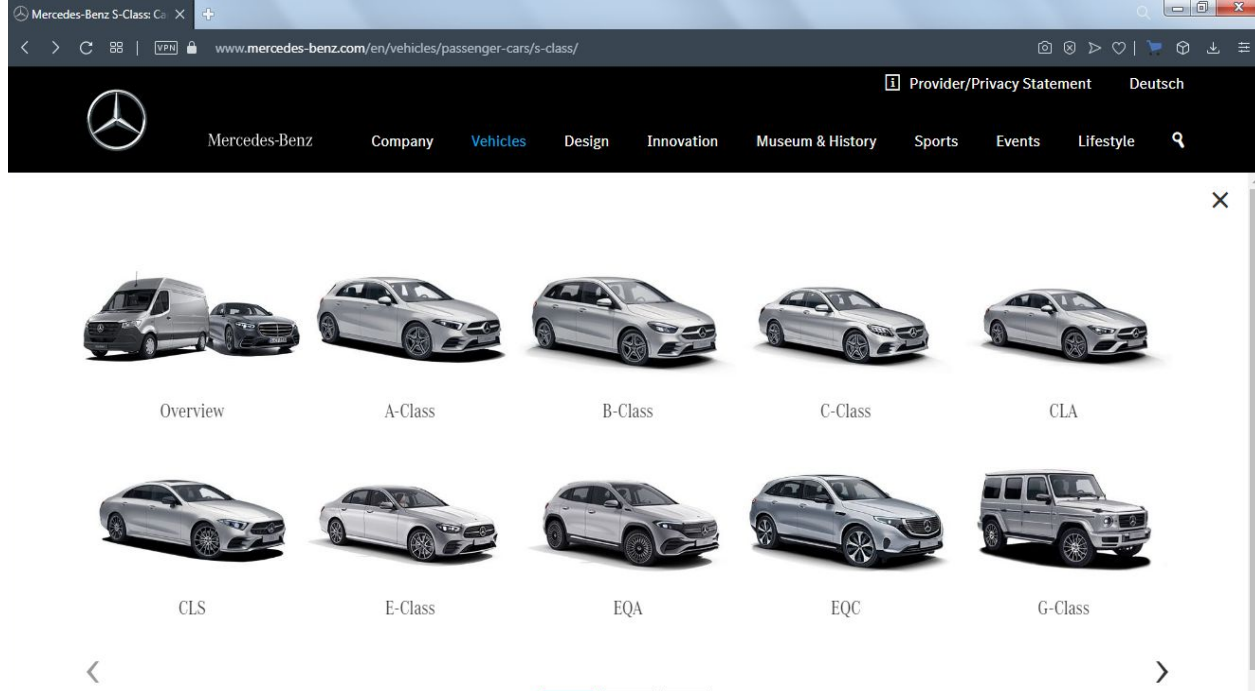 Mercedes-Benz S-Class: Ca
VPN www.mercedes-benz.com/en/vehicles/passenger-cars/s-class/
i Provider/Privacy Statement Deutsch
Mercedes-Benz Company Vehicles Design Innovation Museum & History Sports Events Lifestyle
Overview A-Class B-Class C-Class CLA
CLS E-Class EQA EQC G-Class